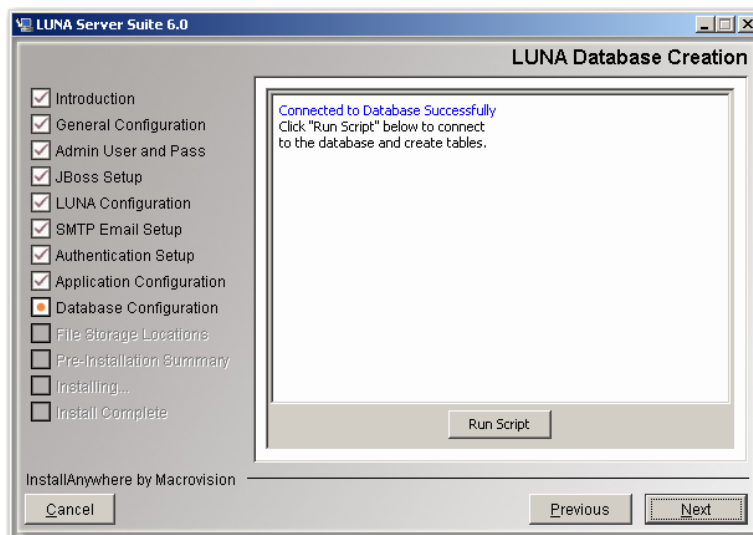 LUNA Server Suite 6.0
LUNA Database Creation
Introduction
General Configuration
Admin User and Pass
JBoss Setup
LUNA Configuration
SMTP Email Setup
Authentication Setup
Application Configuration
Database Configuration
File Storage Locations
Pre-Installation Summary
Installing...
Install Complete
Connected to Database Successfully
Click "Run Script" below to connect
to the database and create tables.
Run Script
InstallAnywhere by Macrovision
Cancel
Previous
Next